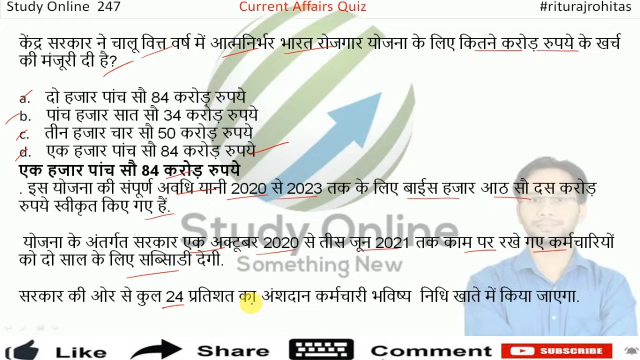 Study Online 247 Current Affairs Quiz #riturajrohitas
केंद्र सरकार ने चालू वित्त वर्ष में आत्मनिर्भर भारत रोजगार योजना के लिए कितने करोड़ रुपये के खर्च
की मंजूरी दी है?
a. दो हजार पांच सौ 84 करोड़ रुपये
b. पांच हजार सात सौ 34 करोड़ रुपये
c. तीन हजार चार सौ 50 करोड़ रुपये
d. एक हजार पांच सौ 84 करोड़ रुपये
एक हजार पांच सौ 84 करोड़ रुपये
. इस योजना की संपूर्ण अवधि यानी 2020 से 2023 तक के लिए बाईस हजार आठ सौ दस करोड़
रुपये स्वीकृत किए गए हैं.
योजना के अंतर्गत सरकार एक अक्टूबर 2020 से तीस जून 2021 तक काम पर रखे गए कर्मचारियों
को दो साल के लिए सब्सिडी देगी.
Study Online
Something New
सरकार की ओर से कुल 24 प्रतिशत का अंशदान कर्मचारी भविष्य निधि खाते में किया जाएगा.
Like Share Comment SUBSCRIBE